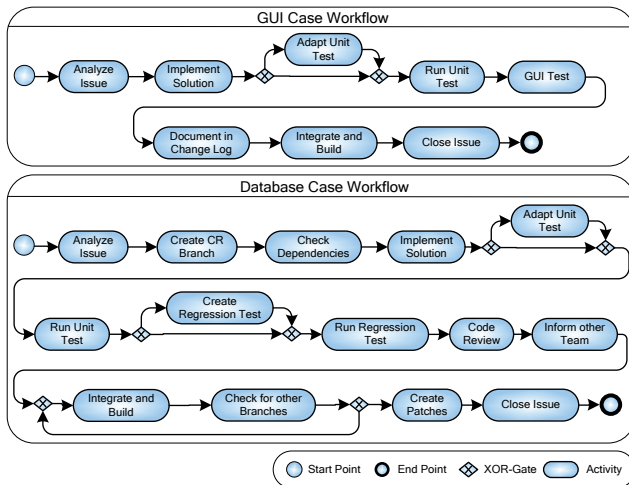 GUI Case Workflow
Adapt Unit
Test
Analyze
Issue
Implement
Solution
Run Unit
Test
GUI Test
Document in
Change Log
Integrate and
Build
Close Issue
Database Case Workflow
Adapt Unit
Test
Analyze
Issue
Create CR
Branch
Check
Dependencies
Implement
Solution
Run Unit
Test
Create
Regression Test
Run Regression
Test
Code
Review
Inform other
Team
Integrate and
Build
Check for other
Branches
Create
Patches
Close Issue
Start Point
End Point
XOR-Gate
Activity